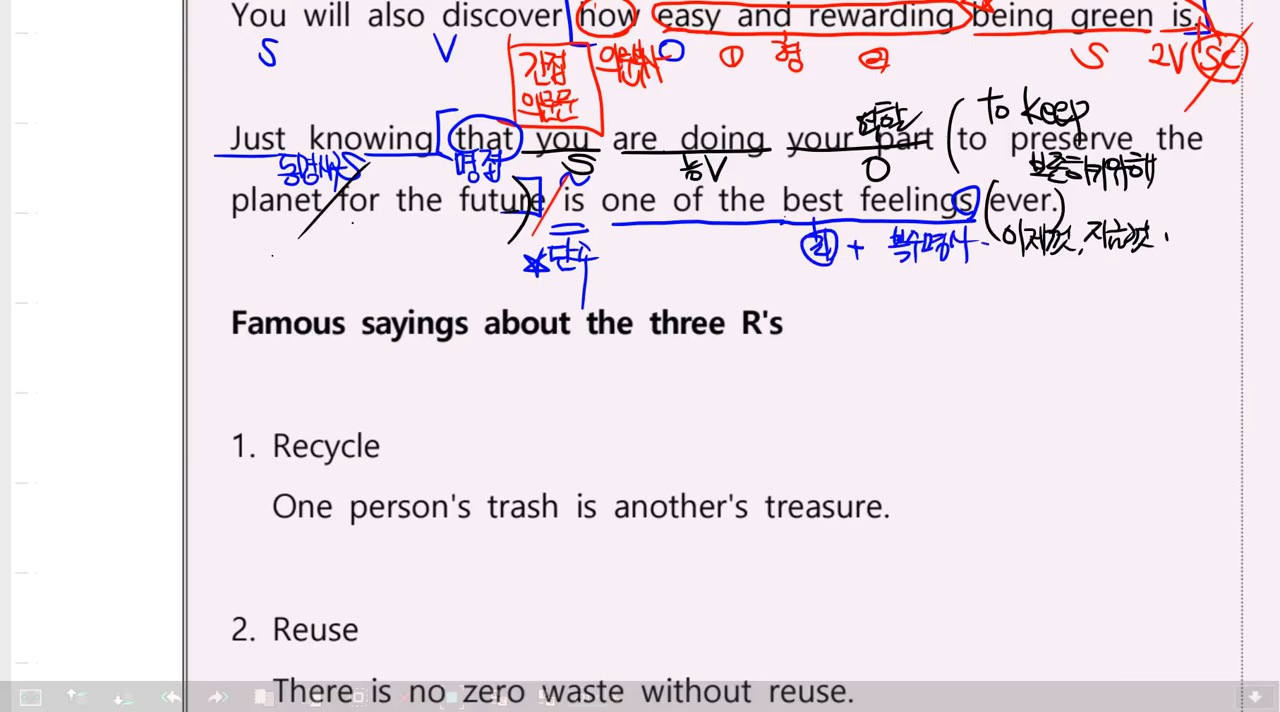 You will also discover how easy and rewarding being green is.
S V 간접 의문문 의문사 ① 형 ② S 2V SC
역할 to keep
Just knowing that you are doing your part to preserve the
동명사S 명접 S 능V O 보존하기위해
planet for the future is one of the best feelings ever.
*단수 최 + 복수명사 이제껏, 지금껏.
Famous sayings about the three R's
1. Recycle
One person's trash is another's treasure.
2. Reuse
There is no zero waste without reuse.